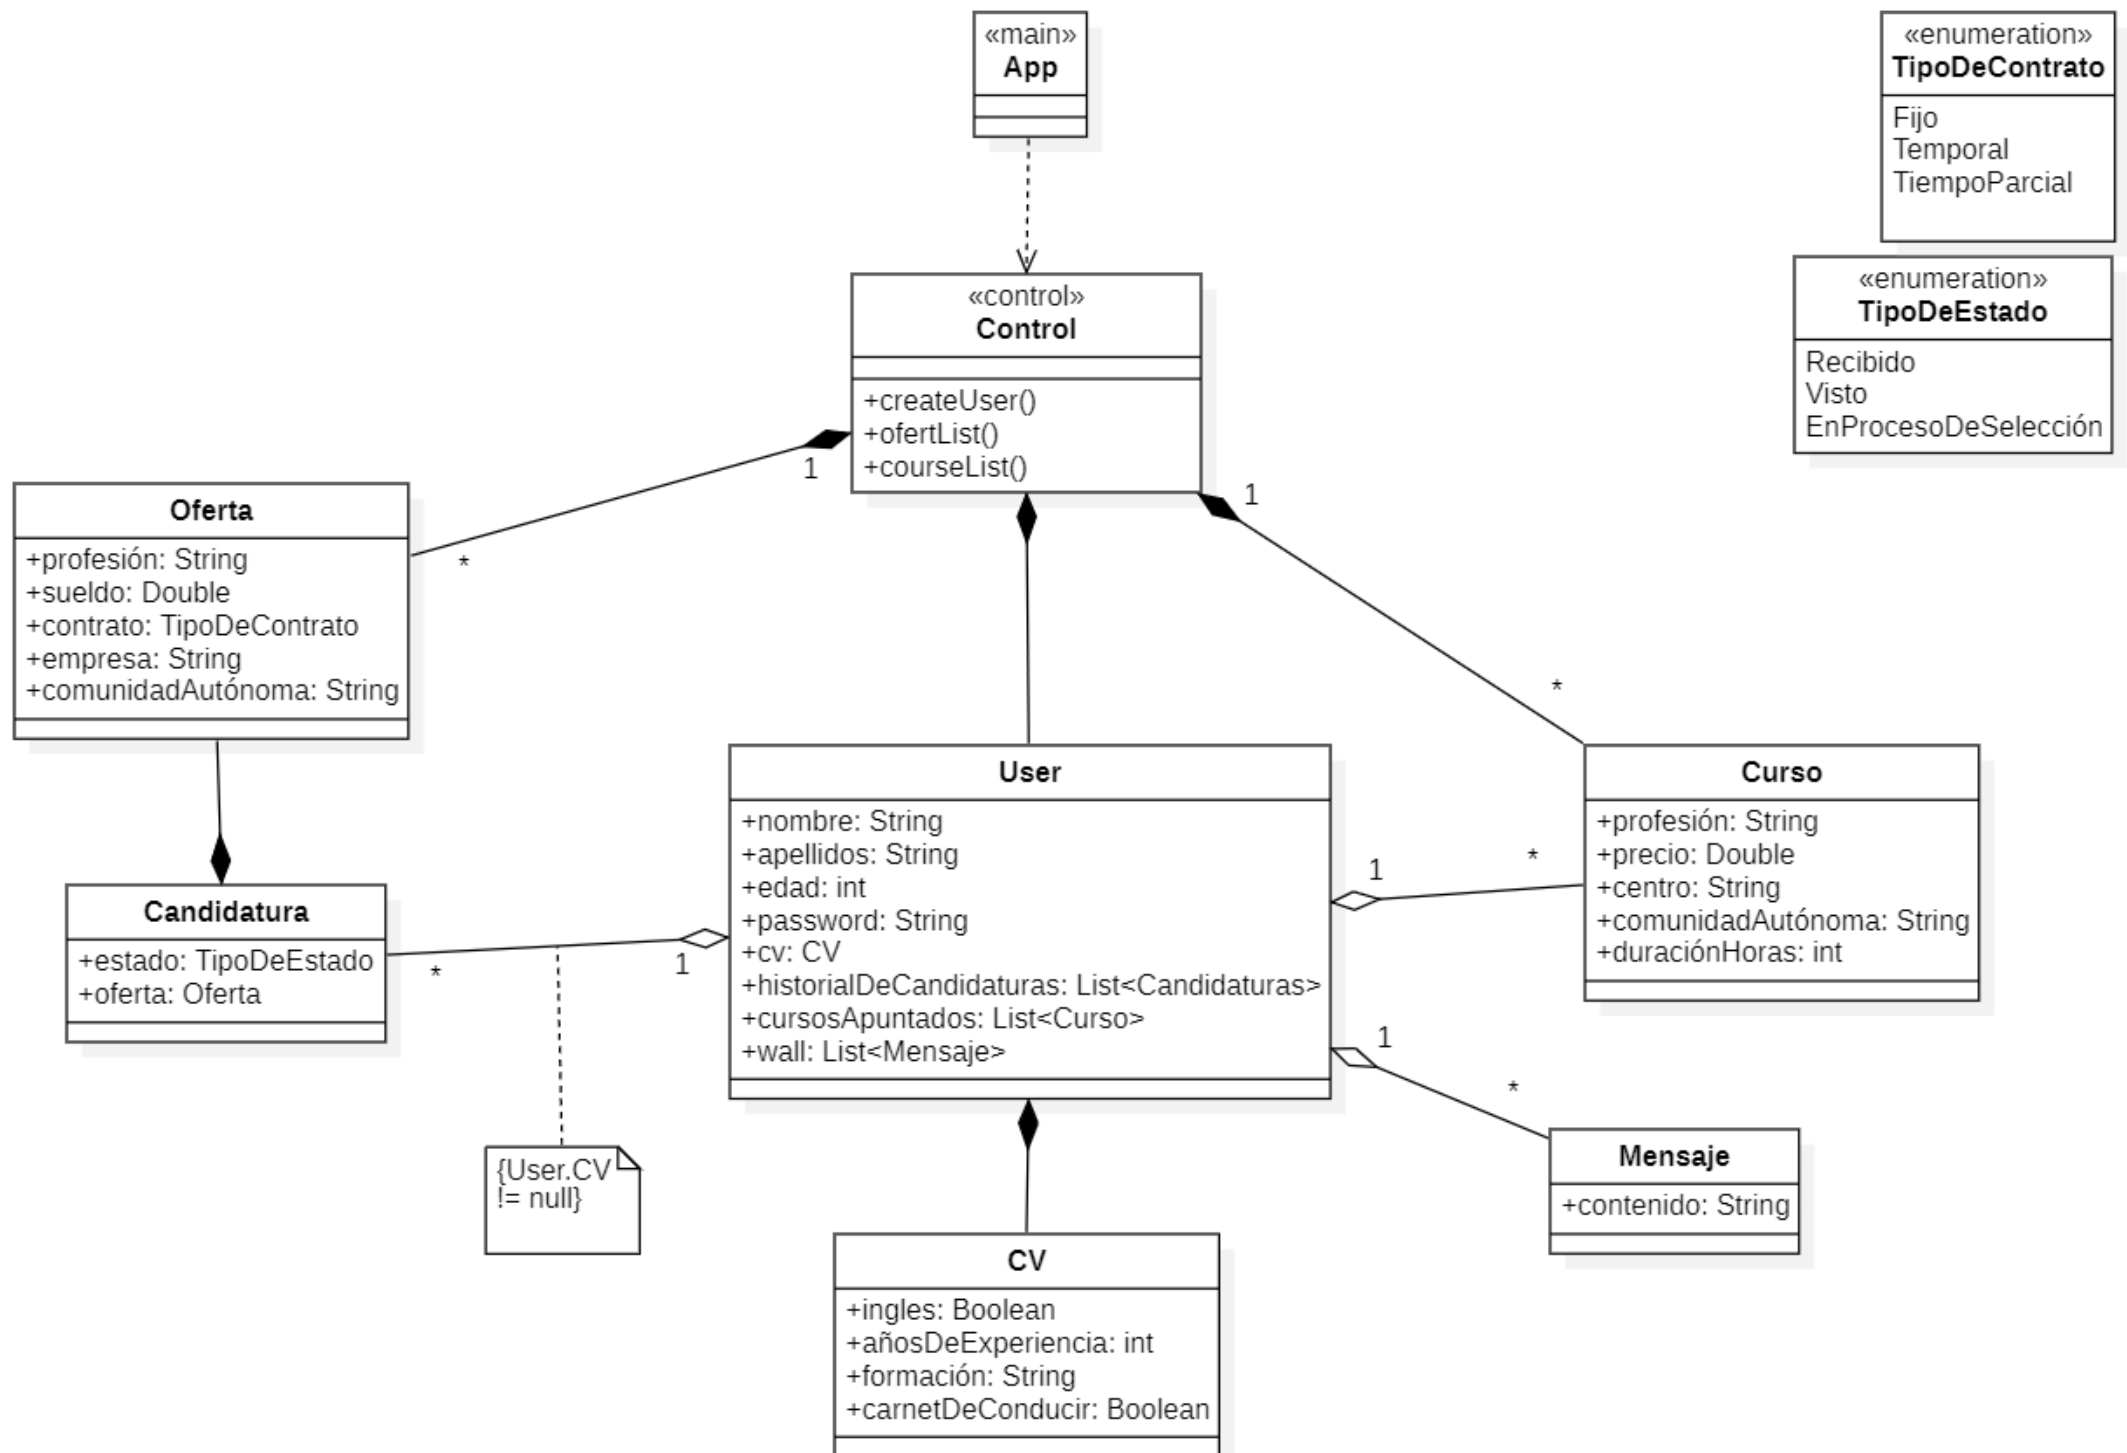 «main»
App
«enumeration»
TipoDeContrato
Fijo
Temporal
TiempoParcial
«enumeration»
TipoDeEstado
Recibido
Visto
EnProcesoDeSelección
«control»
Control
+createUser()
+ofertList()
+courseList()
1
*
1
*
Oferta
+profesión: String
+sueldo: Double
+contrato: TipoDeContrato
+empresa: String
+comunidadAutónoma: String
User
+nombre: String
+apellidos: String
+edad: int
+password: String
+cv: CV
+historialDeCandidaturas: List<Candidaturas>
+cursosApuntados: List<Curso>
+wall: List<Mensaje>
Curso
+profesión: String
+precio: Double
+centro: String
+comunidadAutónoma: String
+duraciónHoras: int
1
*
Candidatura
+estado: TipoDeEstado
+oferta: Oferta
*
1
1
*
{User.CV
!= null}
Mensaje
+contenido: String
CV
+ingles: Boolean
+añosDeExperiencia: int
+formación: String
+carnetDeConducir: Boolean